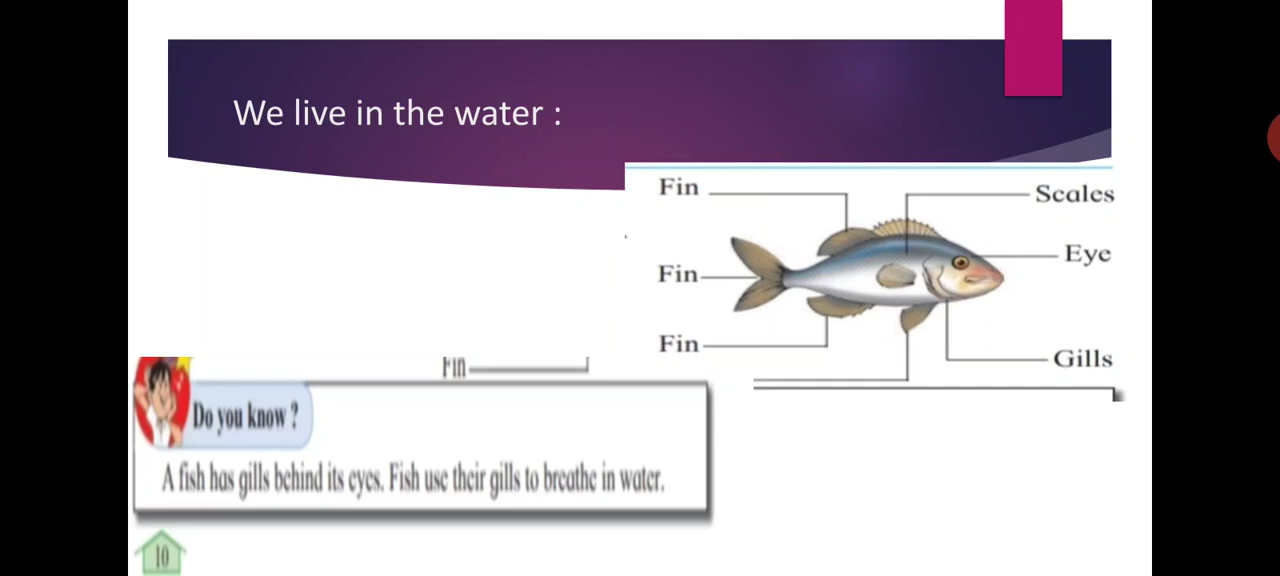 We live in the water :
Fin
Scales
Eye
Fin
Fin
Gills
Fin
Do you know ?
A fish has gills behind its eyes. Fish use their gills to breathe in water.
10